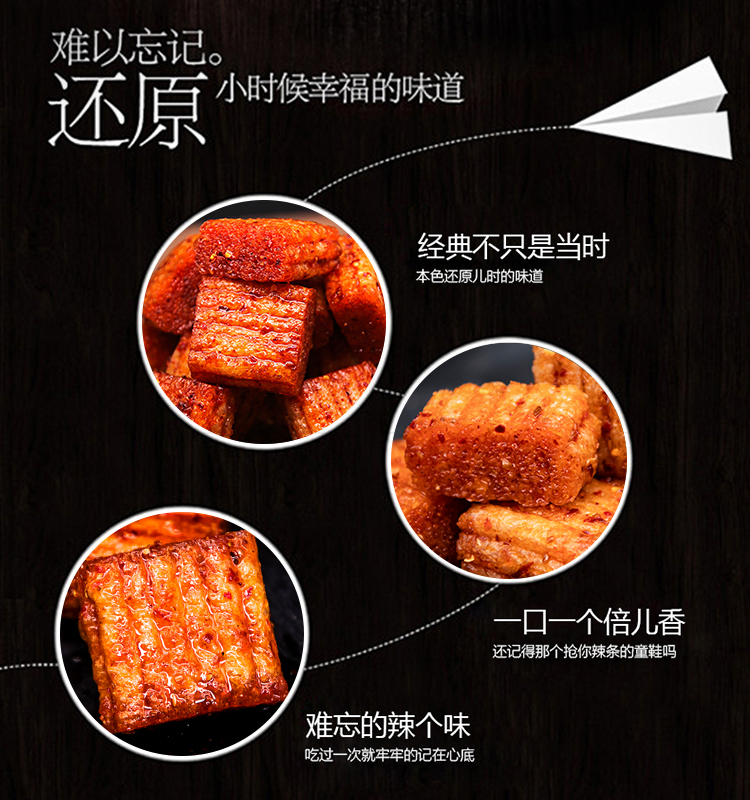 难以忘记。
还原小时候幸福的味道
经典不只是当时
本色还原儿时的味道
一口一个倍儿香
还记得那个抢你辣条的童鞋吗
难忘的辣个味
吃过一次就牢牢的记在心底